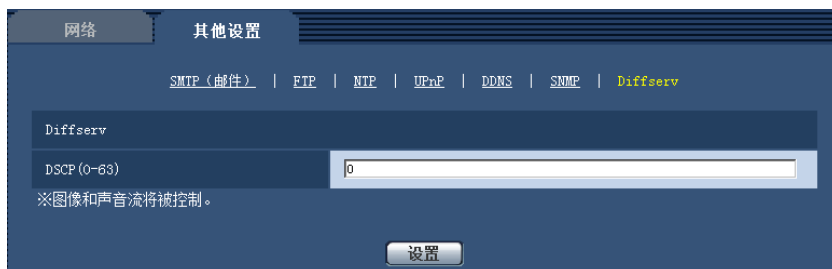 网络 其他设置
SMTP（邮件） | FTP | NTP | UPnP | DDNS | SNMP | Diffserv
Diffserv
DSCP(0-63) 0
※图像和声音流将被控制。
设置